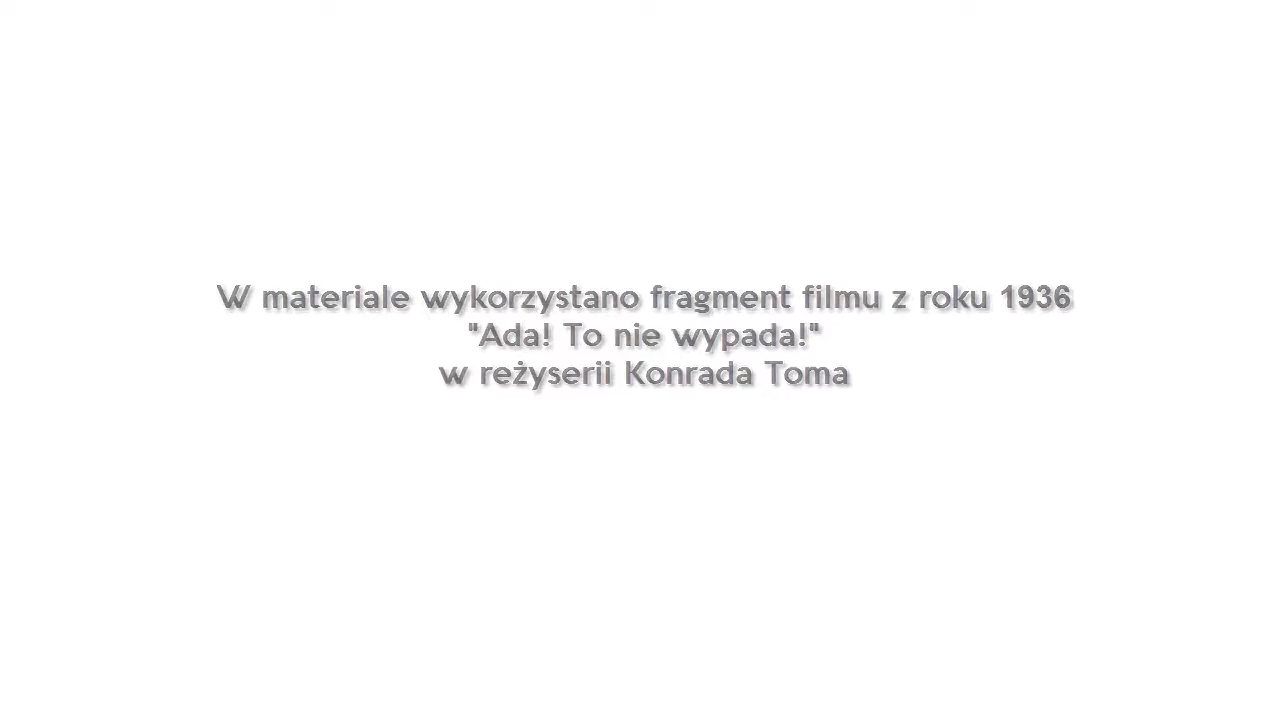 W materiale wykorzystano fragment filmu z roku 1936
"Ada! To nie wypada!"
w reżyserii Konrada Toma